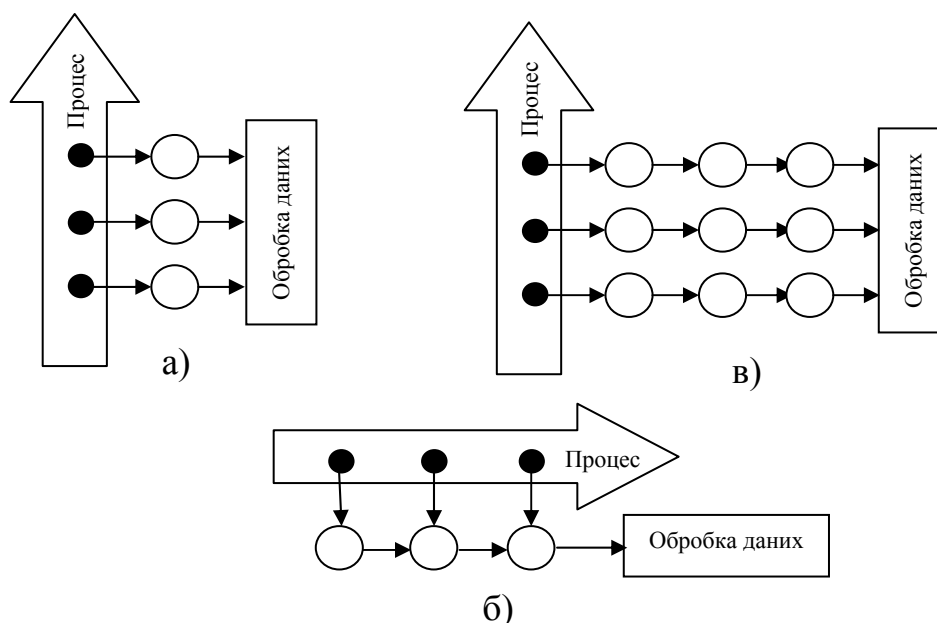 Процес
Обробка даних
а)
Процес
Обробка даних
в)
Процес
Обробка даних
б)